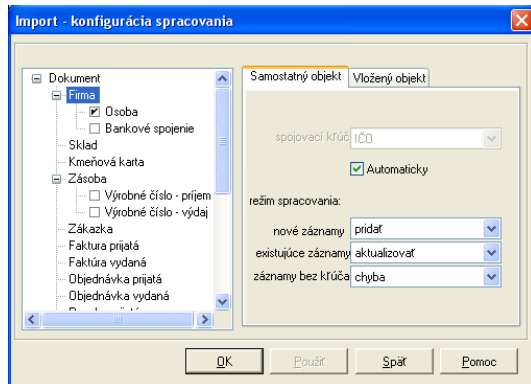 Import - konfigurácia spracovania
Dokument
Firma
Osoba
Bankové spojenie
Sklad
Kmeňová karta
Zásoba
Výrobné číslo - príjem
Výrobné číslo - výdaj
Zákazka
Faktura prijatá
Faktúra vydaná
Objednávka prijatá
Objednávka vydaná
Samostatný objekt
Vložený objekt
spojovací kľúč
IČO
Automaticky
režim spracovania:
nové záznamy
pridať
existujúce záznamy
aktualizovať
záznamy bez kľúča
chyba
OK
Použiť
Späť
Pomoc